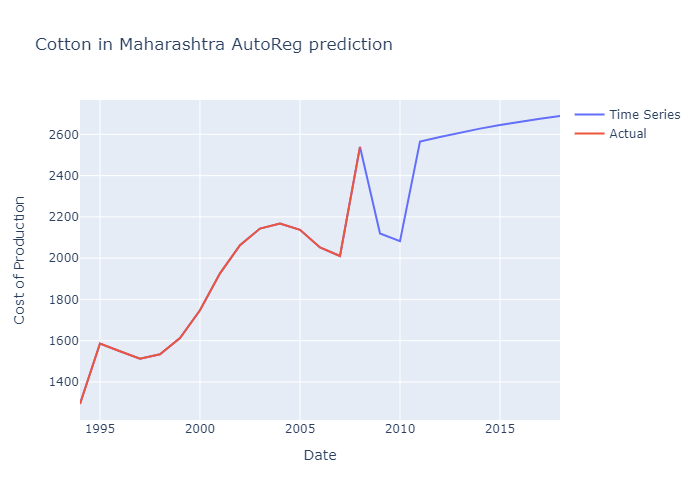 Cotton in Maharashtra AutoReg prediction
Time Series
Actual
2600
2400
2200
2000
1800
1600
1400
Cost of Production
1995
2000
2005
2010
2015
Date